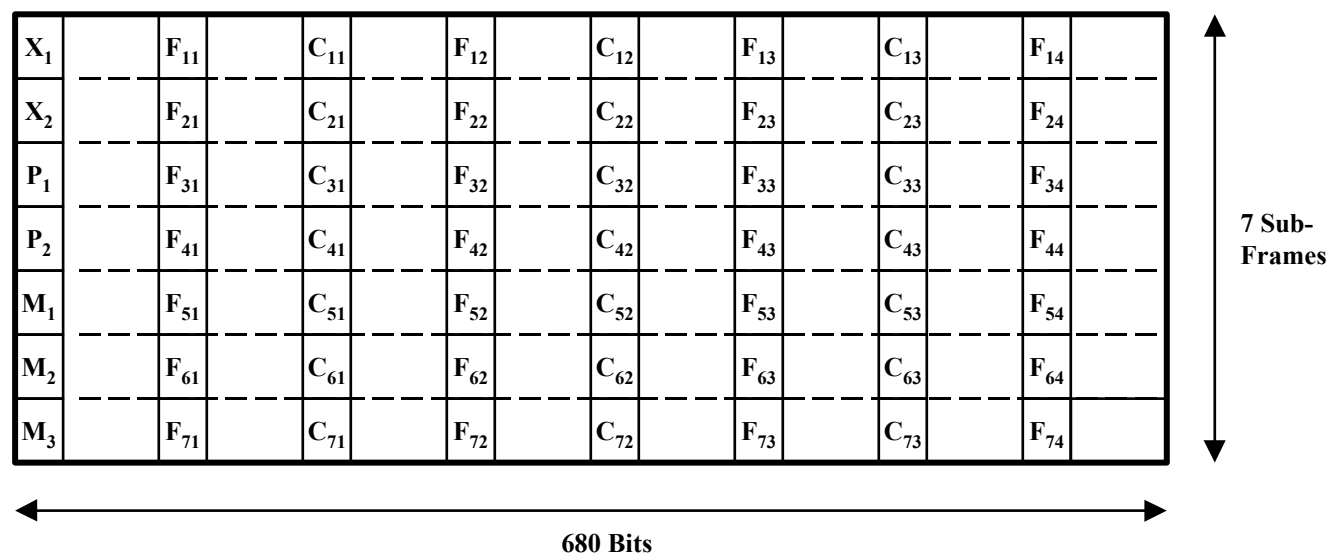 X₁ F₁₁ C₁₁ F₁₂ C₁₂ F₁₃ C₁₃ F₁₄
X₂ F₂₁ C₂₁ F₂₂ C₂₂ F₂₃ C₂₃ F₂₄
P₁ F₃₁ C₃₁ F₃₂ C₃₂ F₃₃ C₃₃ F₃₄
P₂ F₄₁ C₄₁ F₄₂ C₄₂ F₄₃ C₄₃ F₄₄
M₁ F₅₁ C₅₁ F₅₂ C₅₂ F₅₃ C₅₃ F₅₄
M₂ F₆₁ C₆₁ F₆₂ C₆₂ F₆₃ C₆₃ F₆₄
M₃ F₇₁ C₇₁ F₇₂ C₇₂ F₇₃ C₇₃ F₇₄
7 Sub-
Frames
680 Bits